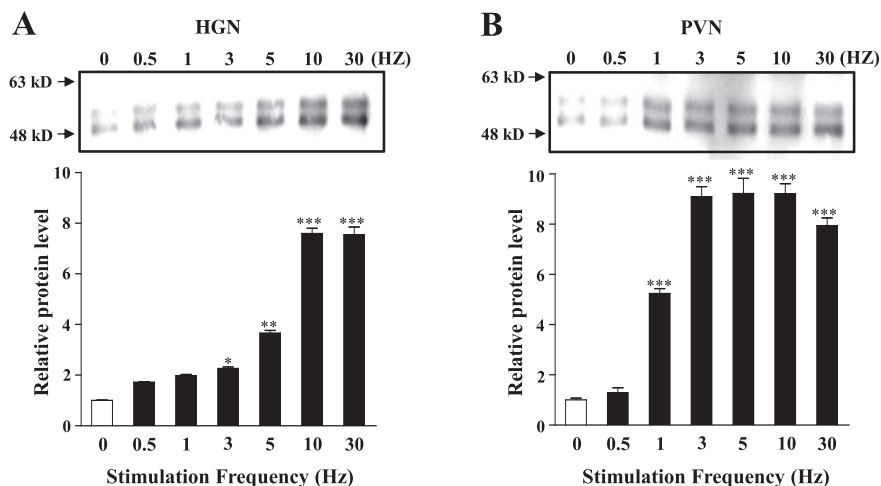 A
HGN
0 0.5 1 3 5 10 30 (HZ)
63 kD
48 kD
10
8
6
4
2
0
Relative protein level
*
**
***
***
0 0.5 1 3 5 10 30
Stimulation Frequency (Hz)
B
PVN
0 0.5 1 3 5 10 30 (HZ)
63 kD
48 kD
10
8
6
4
2
0
Relative protein level
***
***
***
***
***
0 0.5 1 3 5 10 30
Stimulation Frequency (Hz)